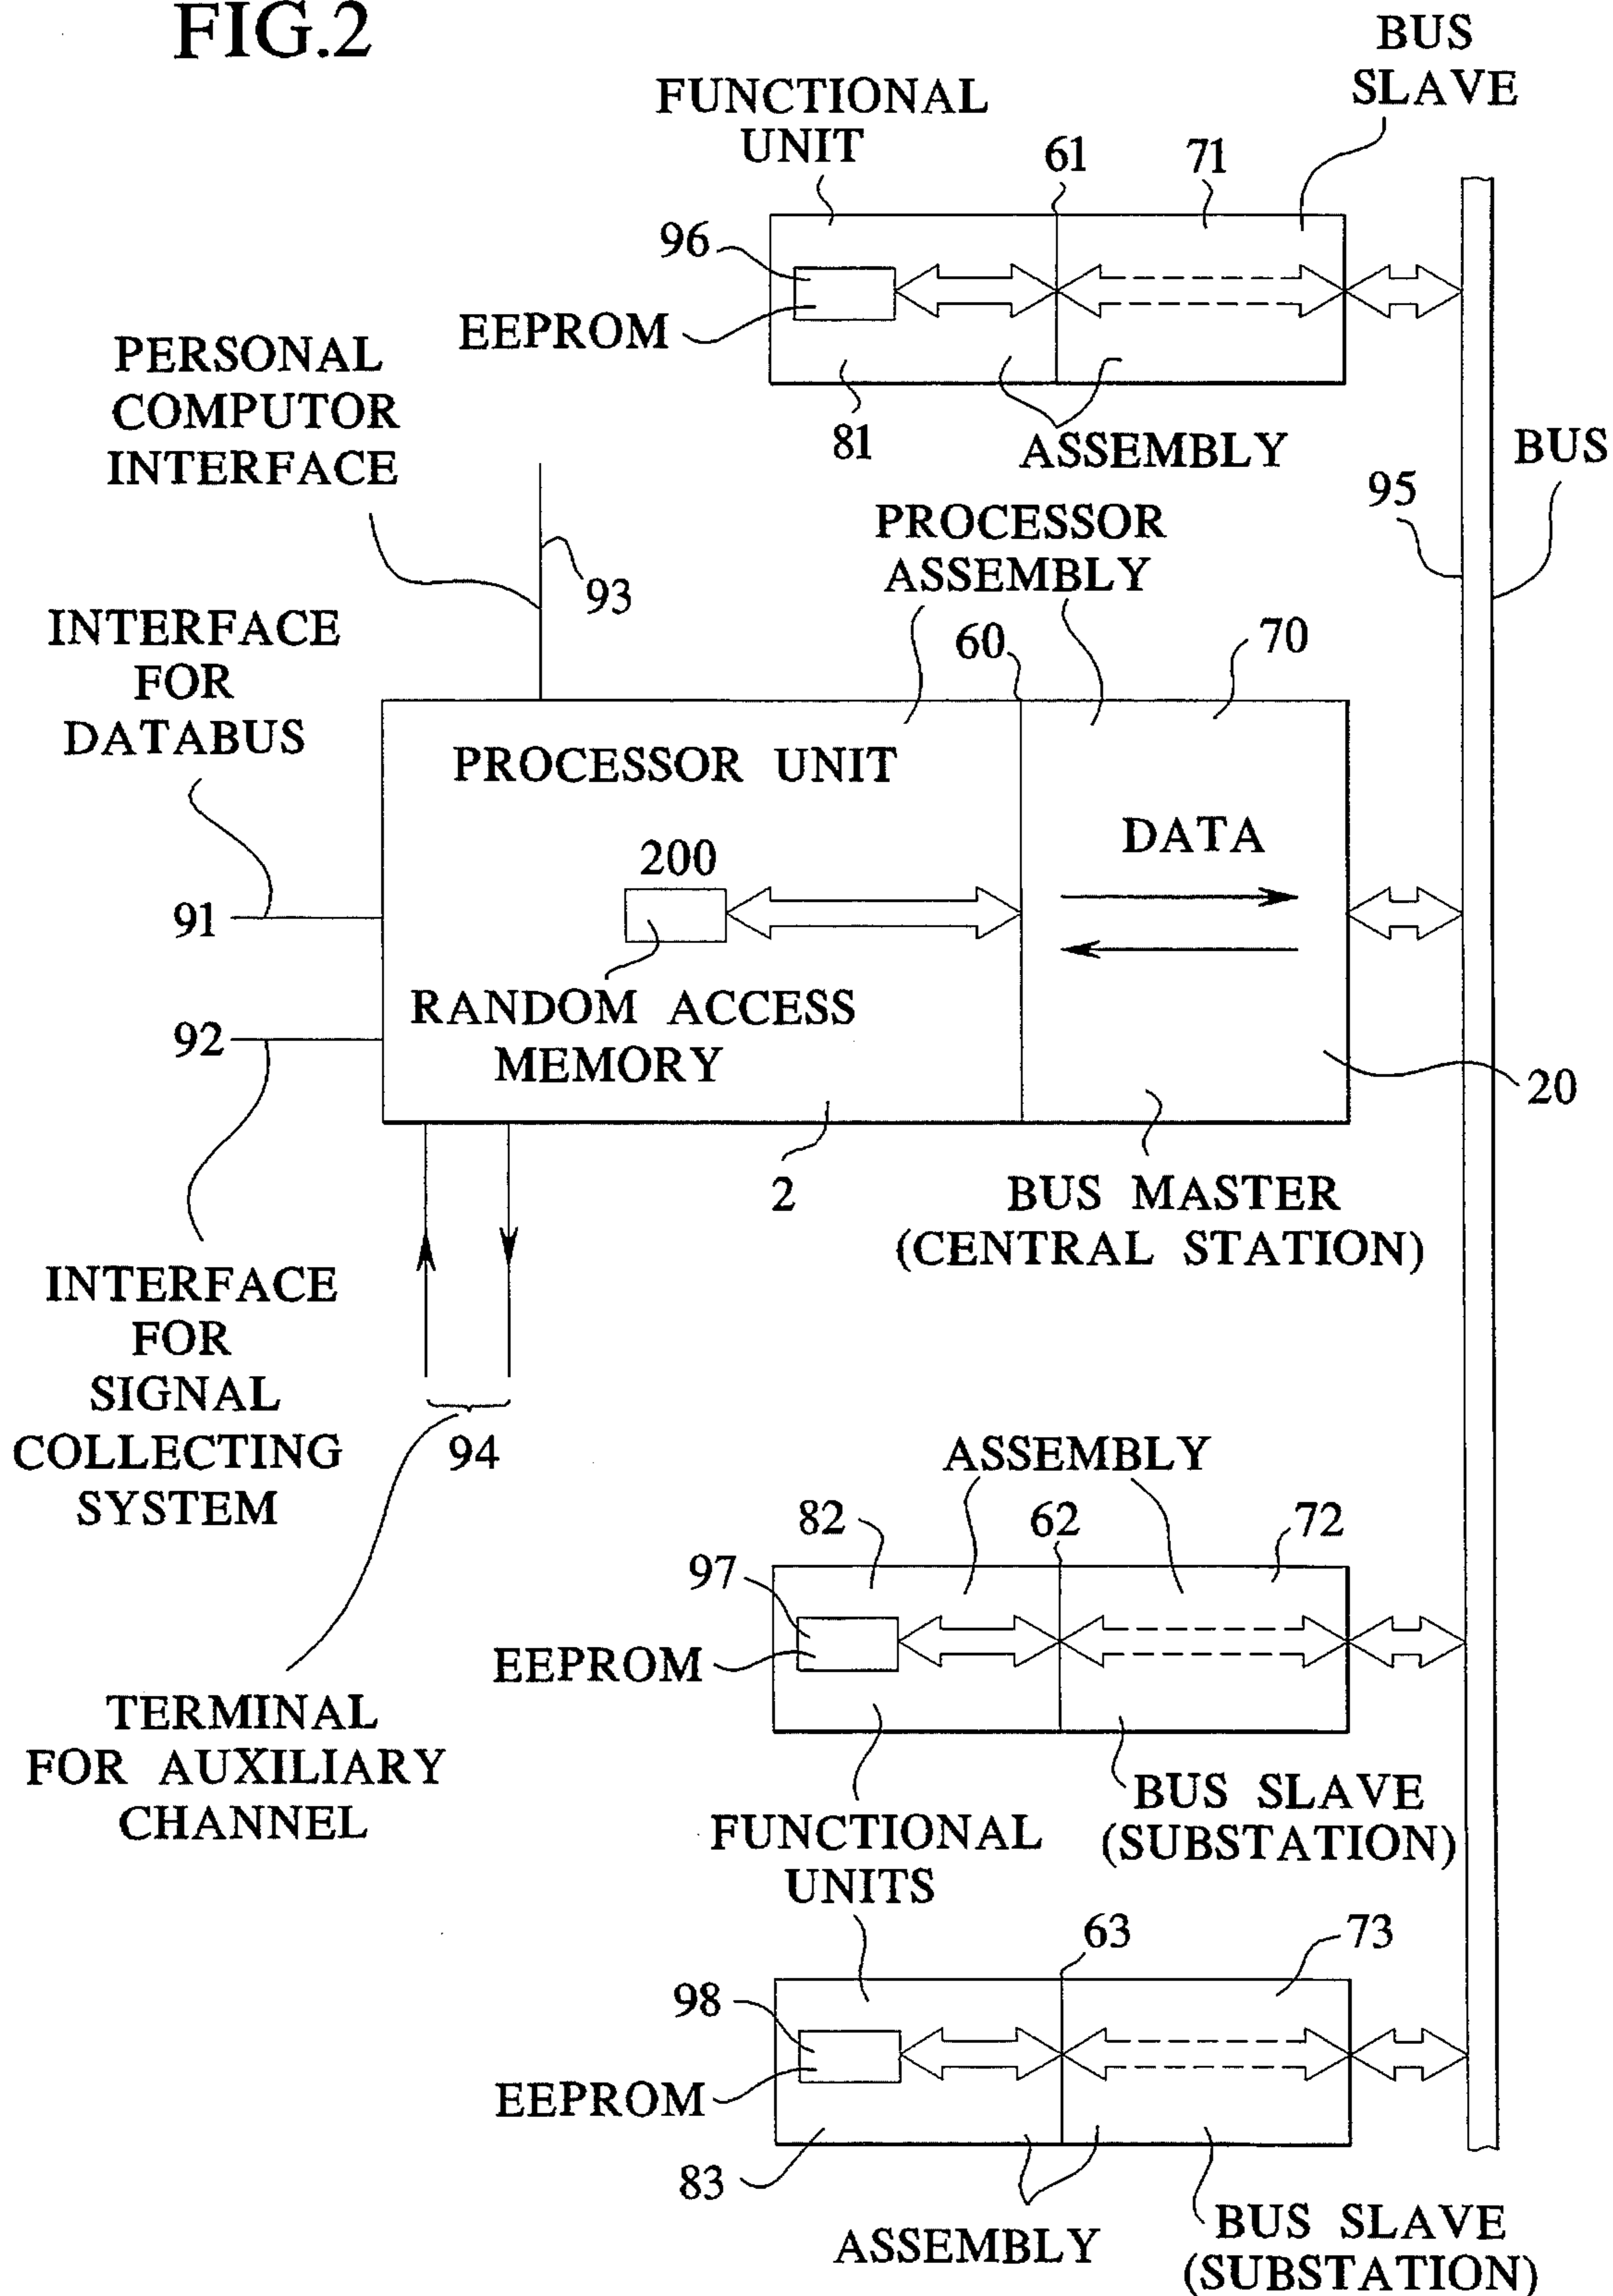 FIG.2
BUS
SLAVE
FUNCTIONAL
UNIT
61
71
96
EEPROM
81
ASSEMBLY
PERSONAL
COMPUTOR
INTERFACE
BUS
95
PROCESSOR
ASSEMBLY
93
60
70
INTERFACE
FOR
DATABUS
PROCESSOR UNIT
DATA
200
91
RANDOM ACCESS
MEMORY
92
20
2
BUS MASTER
(CENTRAL STATION)
INTERFACE
FOR
SIGNAL
COLLECTING
SYSTEM
94
ASSEMBLY
82
62
72
97
EEPROM
TERMINAL
FOR AUXILIARY
CHANNEL
BUS SLAVE
(SUBSTATION)
FUNCTIONAL
UNITS
63
73
98
EEPROM
83
ASSEMBLY
BUS SLAVE
(SUBSTATION)